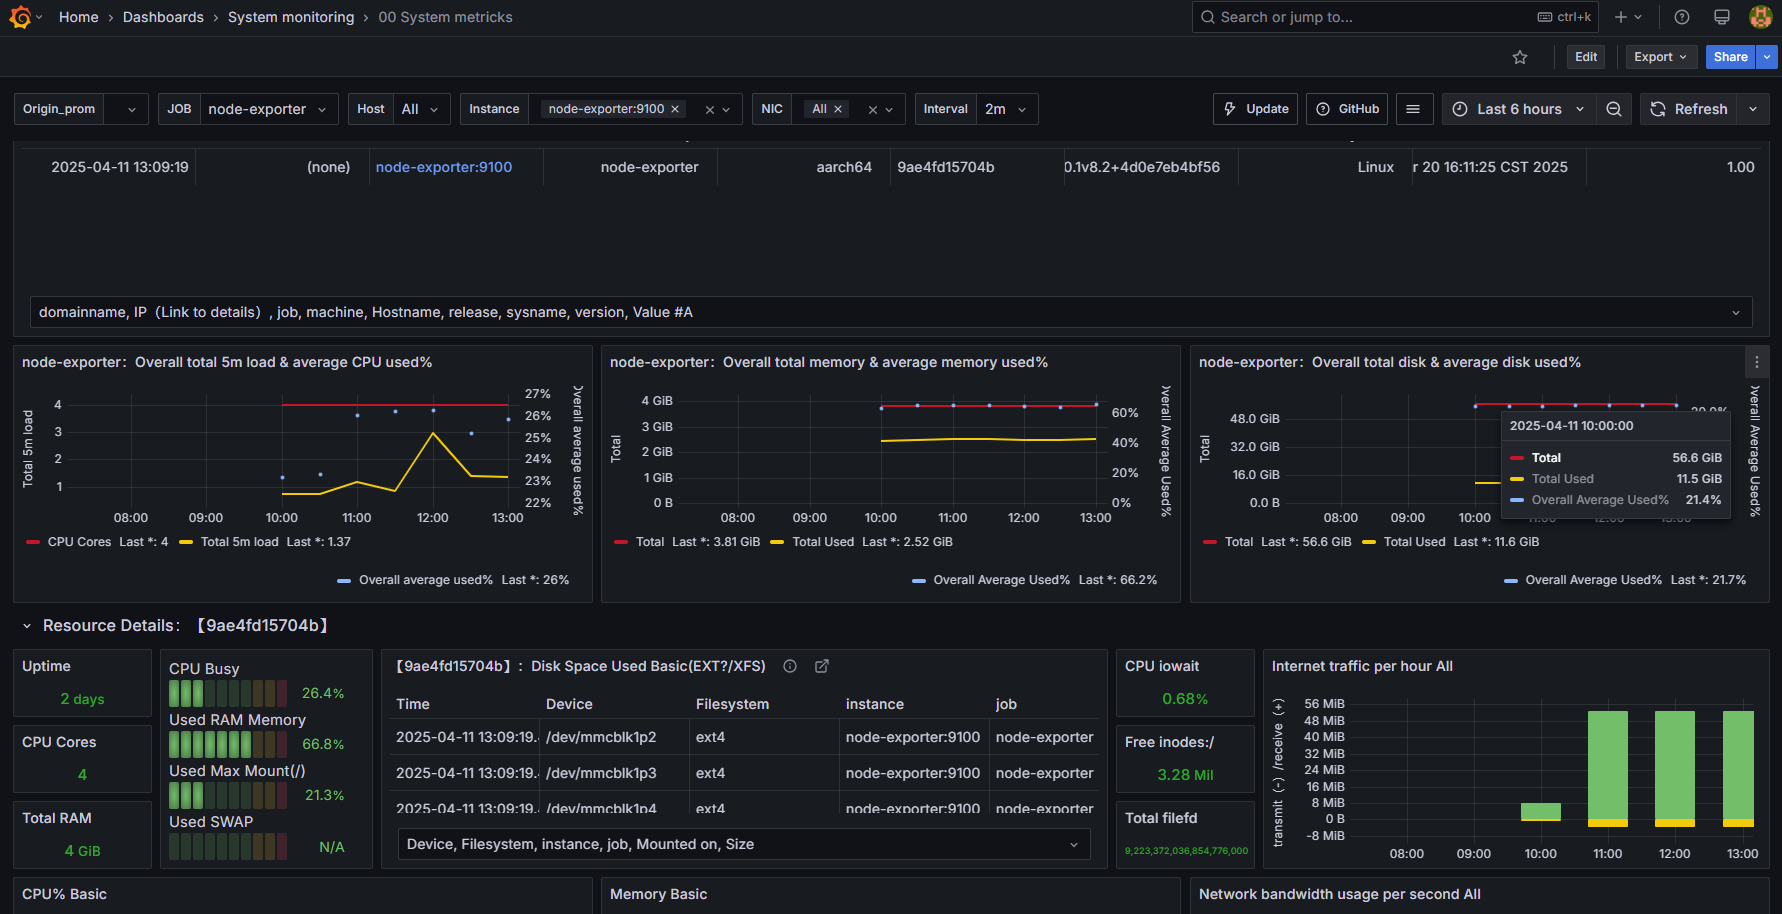 Home › Dashboards › System monitoring › 00 System metricks
Search or jump to...
ctrl+k
Edit
Export
Share
Origin_prom
JOB node-exporter
Host All
Instance node-exporter:9100
NIC All
Interval 2m
Update
GitHub
Last 6 hours
Refresh
2025-04-11 13:09:19 (none) node-exporter:9100 node-exporter aarch64 9ae4fd15704b 0.1v8.2+4d0e7eb4bf56 Linux r 20 16:11:25 CST 2025 1.00
domainname, IP（Link to details）, job, machine, Hostname, release, sysname, version, Value #A
node-exporter：Overall total 5m load & average CPU used%
Total 5m load
4
3
2
1
27%
26%
25%
24%
23%
22%
Overall average used%
08:00 09:00 10:00 11:00 12:00 13:00
CPU Cores Last *: 4 Total 5m load Last *: 1.37
Overall average used% Last *: 26%
node-exporter：Overall total memory & average memory used%
Total
4 GiB
3 GiB
2 GiB
1 GiB
0 B
60%
40%
20%
0%
Overall Average Used%
08:00 09:00 10:00 11:00 12:00 13:00
Total Last *: 3.81 GiB Total Used Last *: 2.52 GiB
Overall Average Used% Last *: 66.2%
node-exporter：Overall total disk & average disk used%
Total
48.0 GiB
32.0 GiB
16.0 GiB
0.0 B
Overall Average Used%
2025-04-11 10:00:00
Total 56.6 GiB
Total Used 11.5 GiB
Overall Average Used% 21.4%
08:00 09:00 10:00
Total Last *: 56.6 GiB Total Used Last *: 11.6 GiB
Overall Average Used% Last *: 21.7%
Resource Details：【9ae4fd15704b】
Uptime
2 days
CPU Cores
4
Total RAM
4 GiB
CPU Busy
26.4%
Used RAM Memory
66.8%
Used Max Mount(/)
21.3%
Used SWAP
N/A
【9ae4fd15704b】：Disk Space Used Basic(EXT?/XFS)
Time Device Filesystem instance job
2025-04-11 13:09:19. /dev/mmcblk1p2 ext4 node-exporter:9100 node-exporter
2025-04-11 13:09:19. /dev/mmcblk1p3 ext4 node-exporter:9100 node-exporter
2025-04-11 13:09:19. /dev/mmcblk1p4 ext4 node-exporter:9100 node-exporter
Device, Filesystem, instance, job, Mounted on, Size
CPU iowait
0.68%
Free inodes:/
3.28 Mil
Total filefd
9,223,372,036,854,776,000
Internet traffic per hour All
transmit (-) /receive (+)
56 MiB
48 MiB
40 MiB
32 MiB
24 MiB
16 MiB
8 MiB
0 B
-8 MiB
08:00 09:00 10:00 11:00 12:00 13:00
CPU% Basic
Memory Basic
Network bandwidth usage per second All